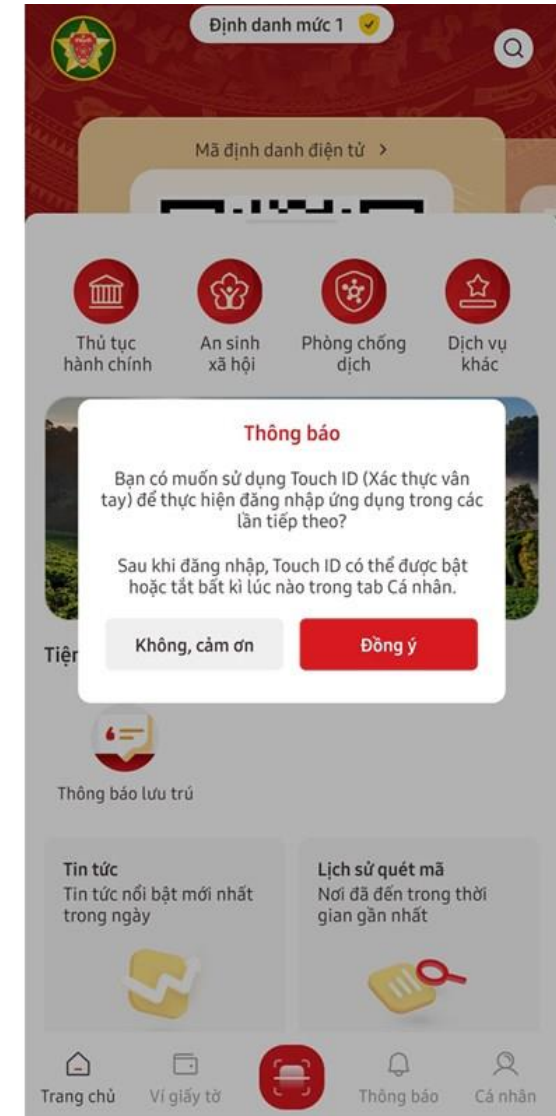 Định danh mức 1
Mã định danh điện tử >
Thủ tục
hành chính
An sinh
xã hội
Phòng chống
dịch
Dịch vụ
khác
Thông báo
Bạn có muốn sử dụng Touch ID (Xác thực vân
tay) để thực hiện đăng nhập ứng dụng trong các
lần tiếp theo?
Sau khi đăng nhập, Touch ID có thể được bật
hoặc tắt bất kì lúc nào trong tab Cá nhân.
Không, cảm ơn
Đồng ý
Thông báo lưu trú
Tin tức
Tin tức nổi bật mới nhất
trong ngày
Lịch sử quét mã
Nơi đã đến trong thời
gian gần nhất
Trang chủ
Ví giấy tờ
Thông báo
Cá nhân